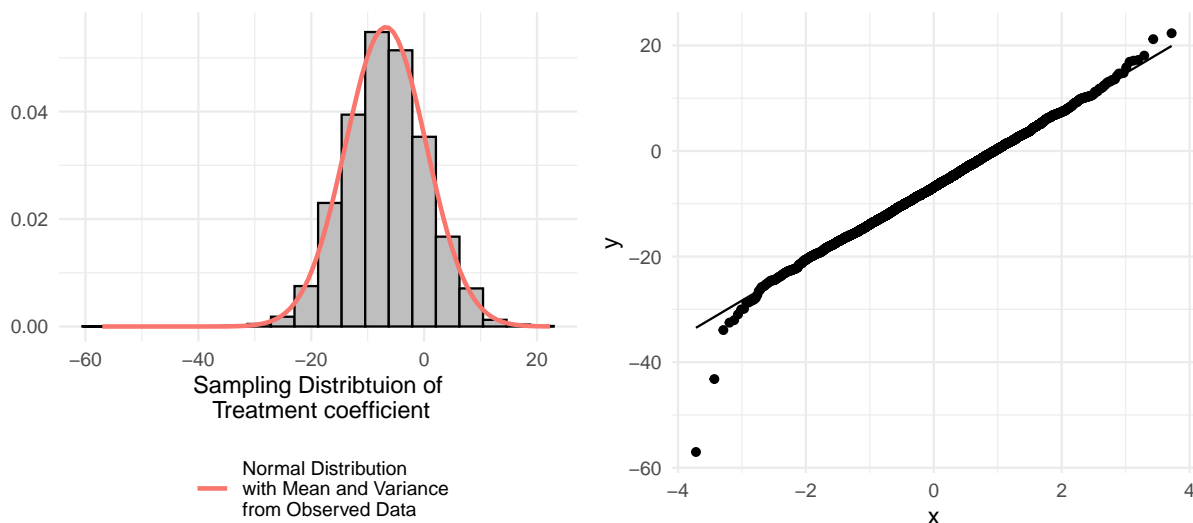 0.04
0.02
0.00
−60
−40
−20
0
20
Sampling Distribtuion of
Treatment coefficient
Normal Distribution
with Mean and Variance
from Observed Data
20
0
−20
−40
−60
y
−4
−2
0
2
4
x